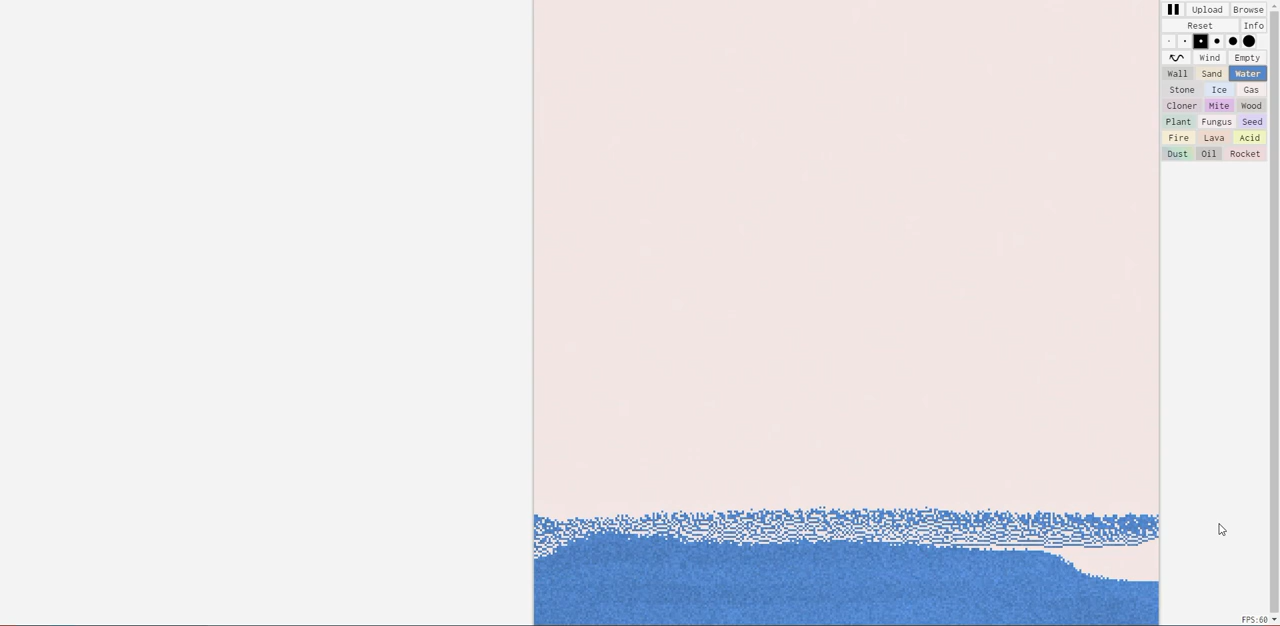 Upload Browse
Reset Info
Wind Empty
Wall Sand Water
Stone Ice Gas
Cloner Mite Wood
Plant Fungus Seed
Fire Lava Acid
Dust Oil Rocket
FPS:60